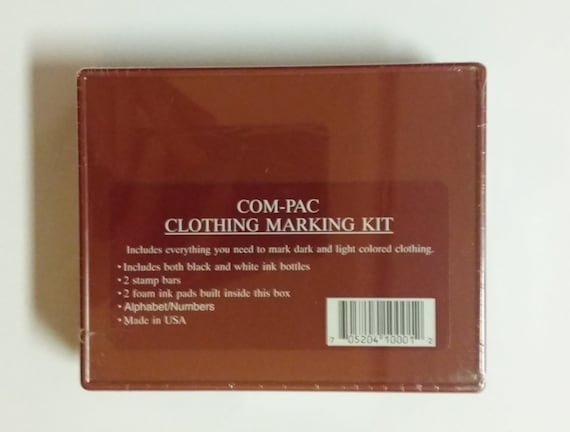 COM-PAC
CLOTHING MARKING KIT
Includes everything you need to mark dark and light colored clothing.
• Includes both black and white ink bottles
• 2 stamp bars
• 2 foam ink pads built inside this box
• Alphabet/Numbers
• Made in USA
7 05204 10001 2